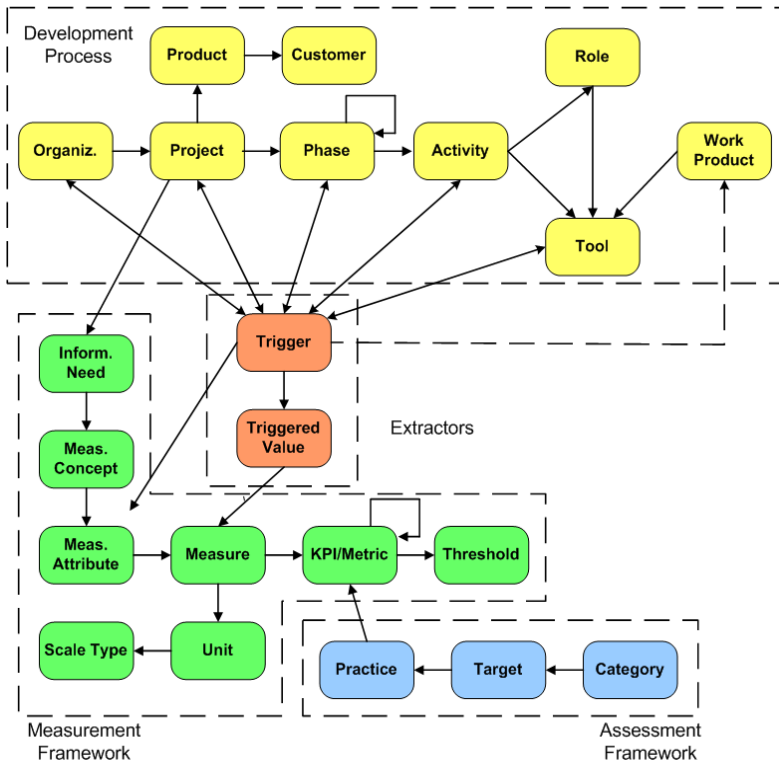 Development
Process
Product
Customer
Role
Organiz.
Project
Phase
Activity
Work
Product
Tool
Trigger
Inform.
Need
Triggered
Value
Extractors
Meas.
Concept
Meas.
Attribute
Measure
KPI/Metric
Threshold
Scale Type
Unit
Practice
Target
Category
Measurement
Framework
Assessment
Framework